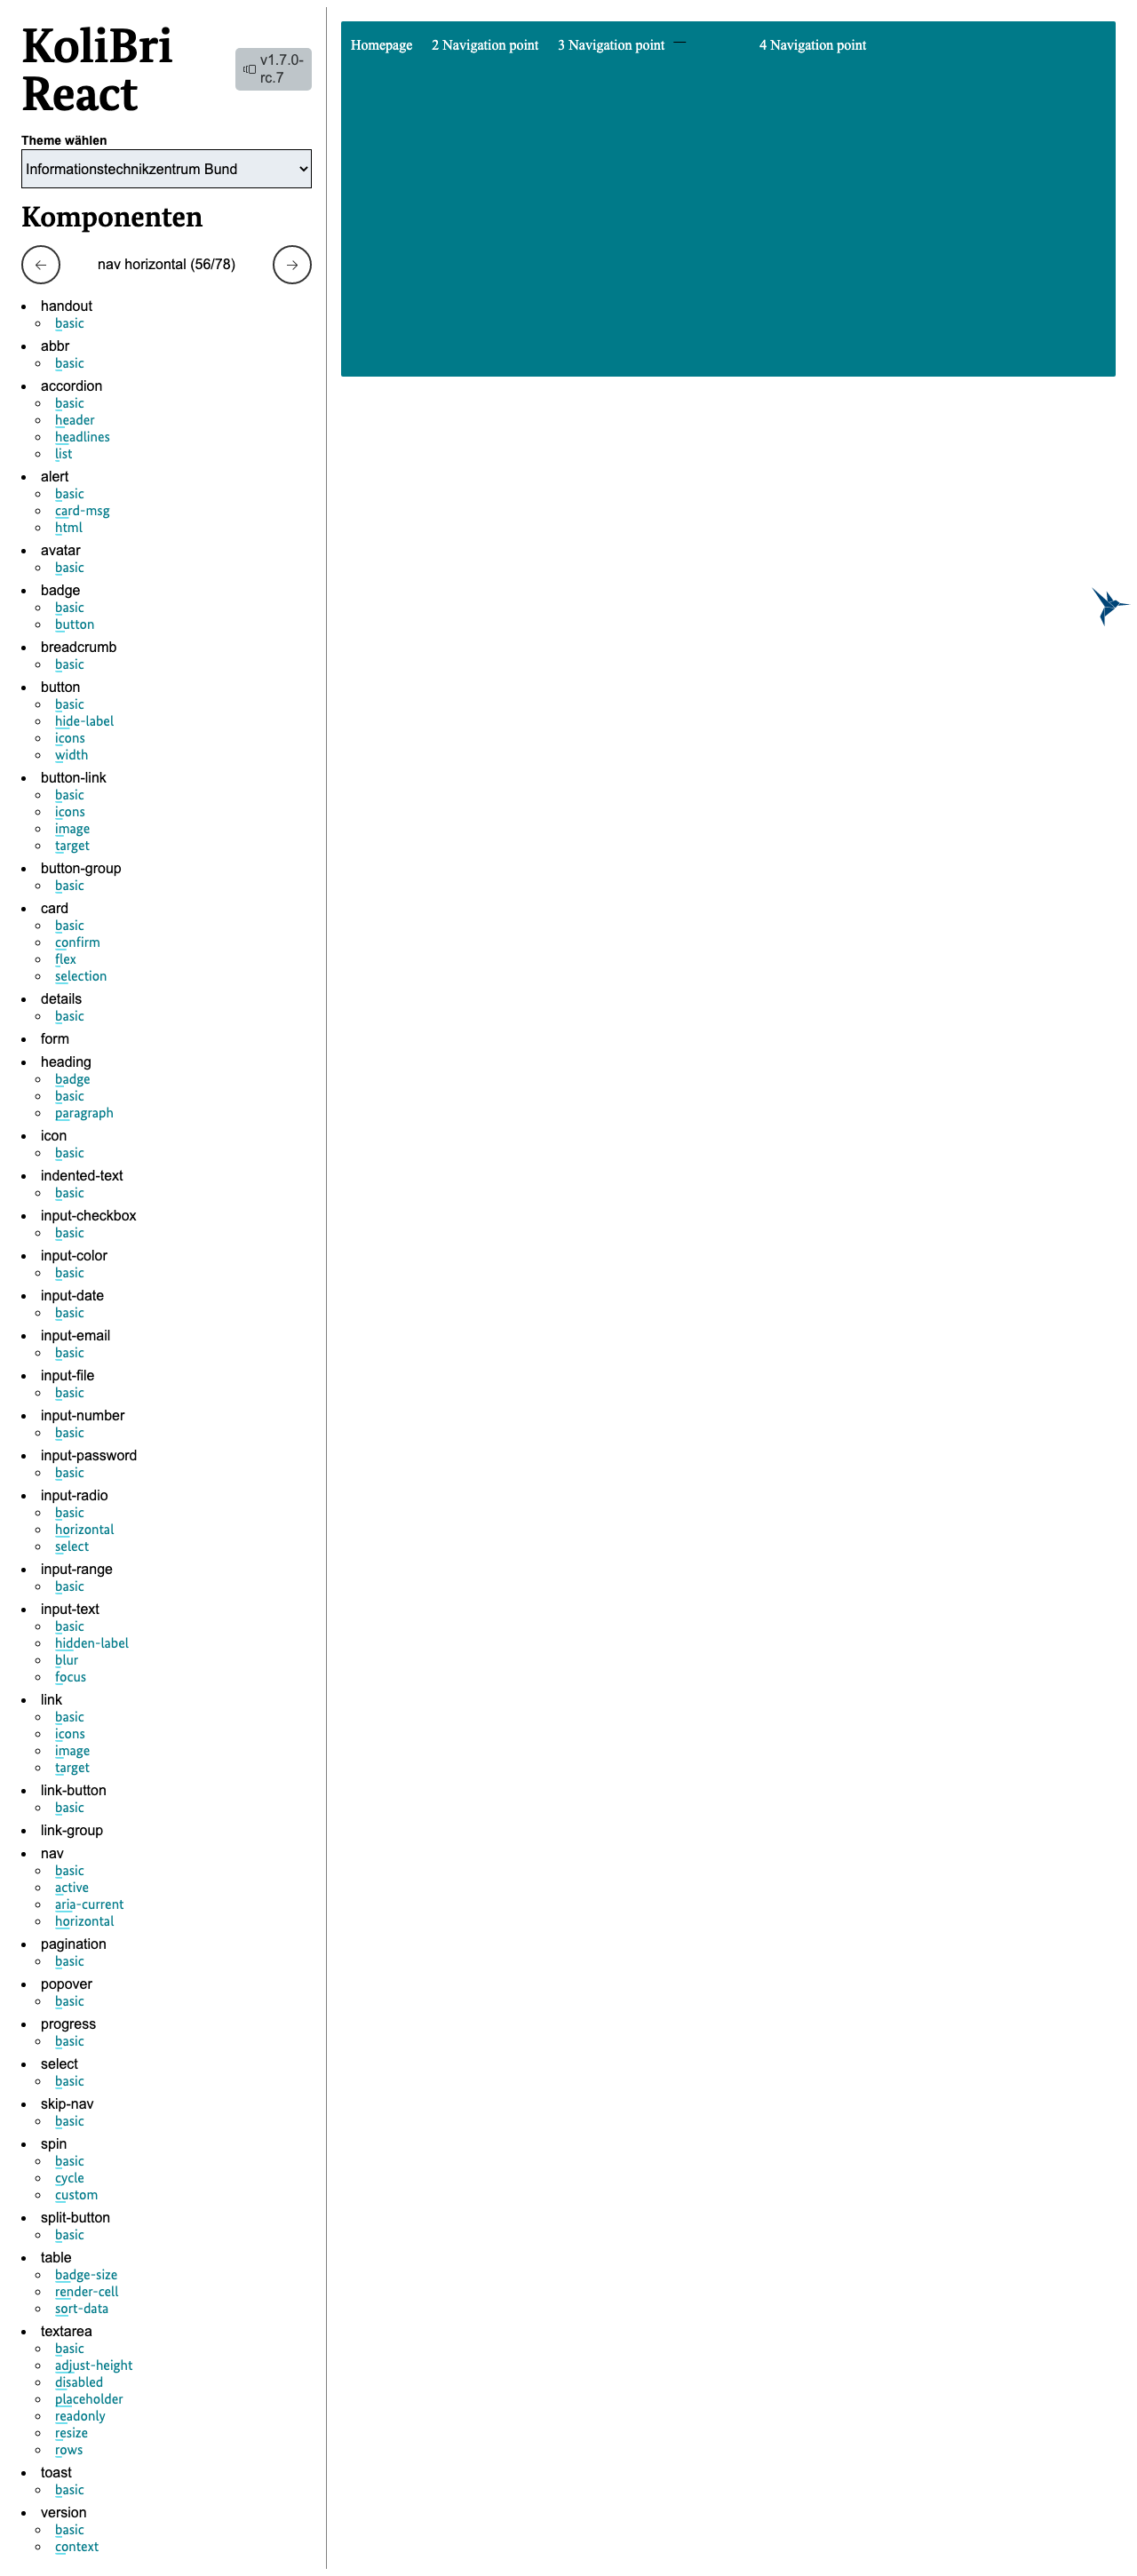 KoliBri
React
v1.7.0-
rc.7
Theme wählen
Informationstechnikzentrum Bund
Komponenten
nav horizontal (56/78)
handout
basic
abbr
basic
accordion
basic
header
headlines
list
alert
basic
card-msg
html
avatar
basic
badge
basic
button
breadcrumb
basic
button
basic
hide-label
icons
width
button-link
basic
icons
image
target
button-group
basic
card
basic
confirm
flex
selection
details
basic
form
heading
badge
basic
paragraph
icon
basic
indented-text
basic
input-checkbox
basic
input-color
basic
input-date
basic
input-email
basic
input-file
basic
input-number
basic
input-password
basic
input-radio
basic
horizontal
select
input-range
basic
input-text
basic
hidden-label
blur
focus
link
basic
icons
image
target
link-button
basic
link-group
nav
basic
active
aria-current
horizontal
pagination
basic
popover
basic
progress
basic
select
basic
skip-nav
basic
spin
basic
cycle
custom
split-button
basic
table
badge-size
render-cell
sort-data
textarea
basic
adjust-height
disabled
placeholder
readonly
resize
rows
toast
basic
version
basic
context
Homepage 2 Navigation point 3 Navigation point 4 Navigation point